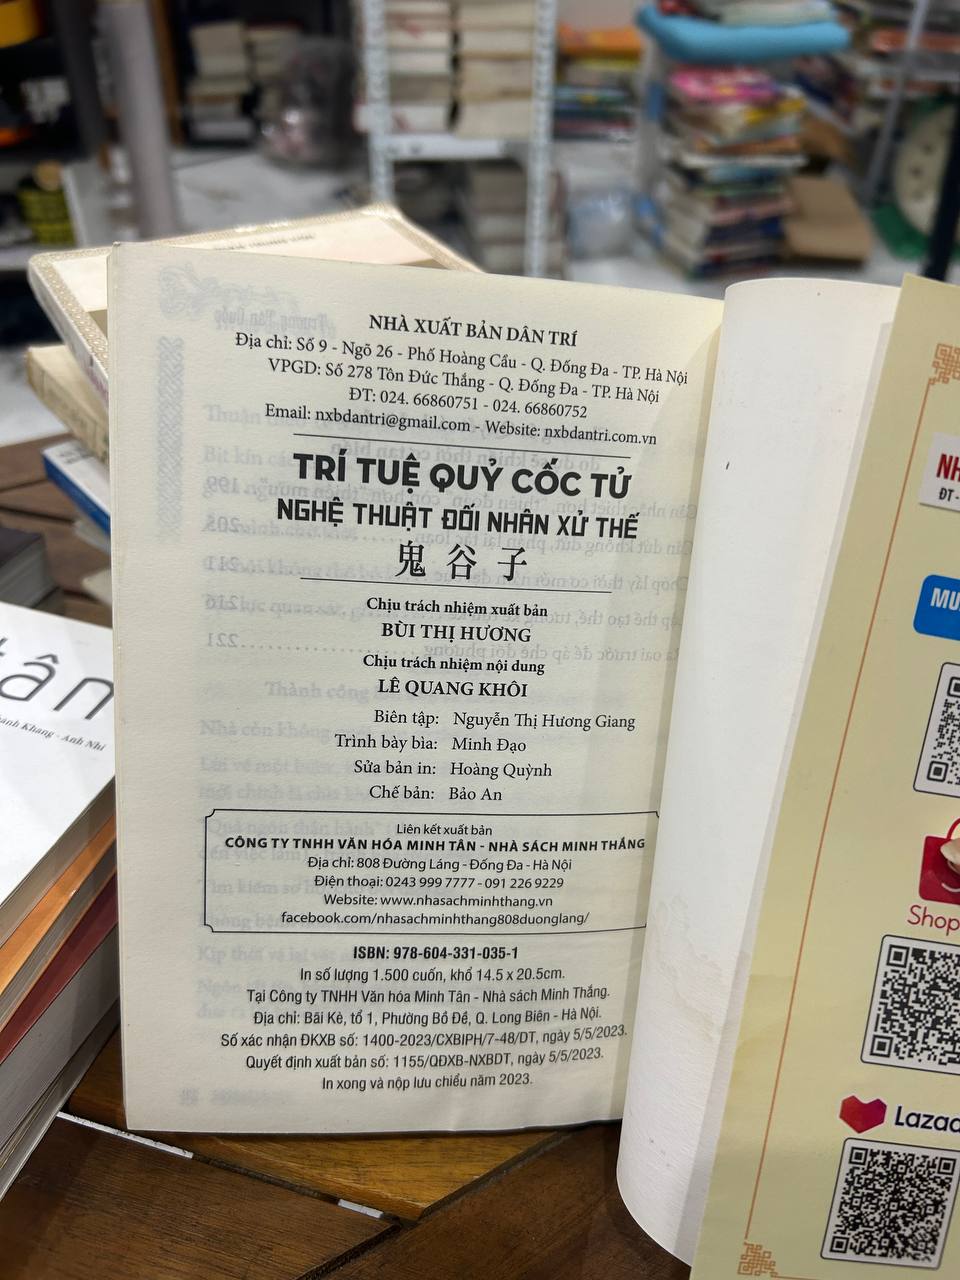 NHÀ XUẤT BẢN DÂN TRÍ
Địa chỉ: Số 9 - Ngõ 26 - Phố Hoàng Cầu - Q. Đống Đa - TP. Hà Nội
VPGD: Số 278 Tôn Đức Thắng - Q. Đống Đa - TP. Hà Nội
ĐT: 024. 66860751 - 024. 66860752
Email: nxbdantri@gmail.com - Website: nxbdantri.com.vn
TRÍ TUỆ QUỶ CỐC TỬ
NGHỆ THUẬT ĐỐI NHÂN XỬ THẾ
鬼谷子
Chịu trách nhiệm xuất bản
BÙI THỊ HƯƠNG
Chịu trách nhiệm nội dung
LÊ QUANG KHÔI
Biên tập: Nguyễn Thị Hương Giang
Trình bày bìa: Minh Đạo
Sửa bản in: Hoàng Quỳnh
Chế bản: Bảo An
Liên kết xuất bản
CÔNG TY TNHH VĂN HÓA MINH TÂN - NHÀ SÁCH MINH THẮNG
Địa chỉ: 808 Đường Láng - Đống Đa - Hà Nội
Điện thoại: 0243 999 7777 - 091 226 9229
Website: www.nhasachminhthang.vn
facebook.com/nhasachminhthang808duonglang/
ISBN: 978-604-331-035-1
In số lượng 1.500 cuốn, khổ 14.5 x 20.5cm.
Tại Công ty TNHH Văn hóa Minh Tân - Nhà sách Minh Thắng.
Địa chỉ: Bãi Kè, tổ 1, Phường Bồ Đề, Q. Long Biên - Hà Nội.
Số xác nhận ĐKXB số: 1400-2023/CXBIPH/7-48/DT, ngày 5/5/2023.
Quyết định xuất bản số: 1155/QĐXB-NXBDT, ngày 5/5/2023.
In xong và nộp lưu chiểu năm 2023.
ânh Khang - Anh Nhi
NH
ĐT-
MU
Shop
Lazad